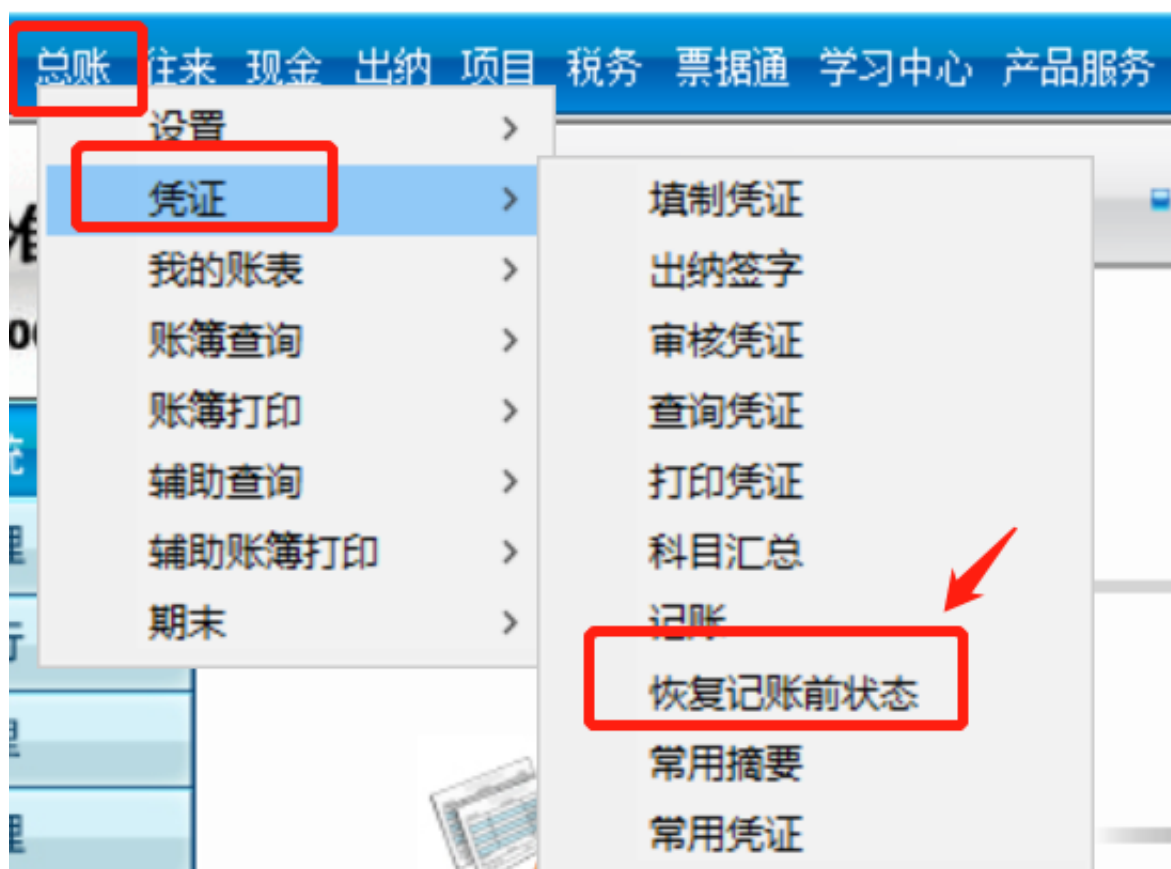 总账 往来 现金 出纳 项目 税务 票据通 学习中心 产品服务
设置
凭证
我的账表
账簿查询
账簿打印
辅助查询
辅助账簿打印
期末
填制凭证
出纳签字
审核凭证
查询凭证
打印凭证
科目汇总
记账
恢复记账前状态
常用摘要
常用凭证
理
行
理
理